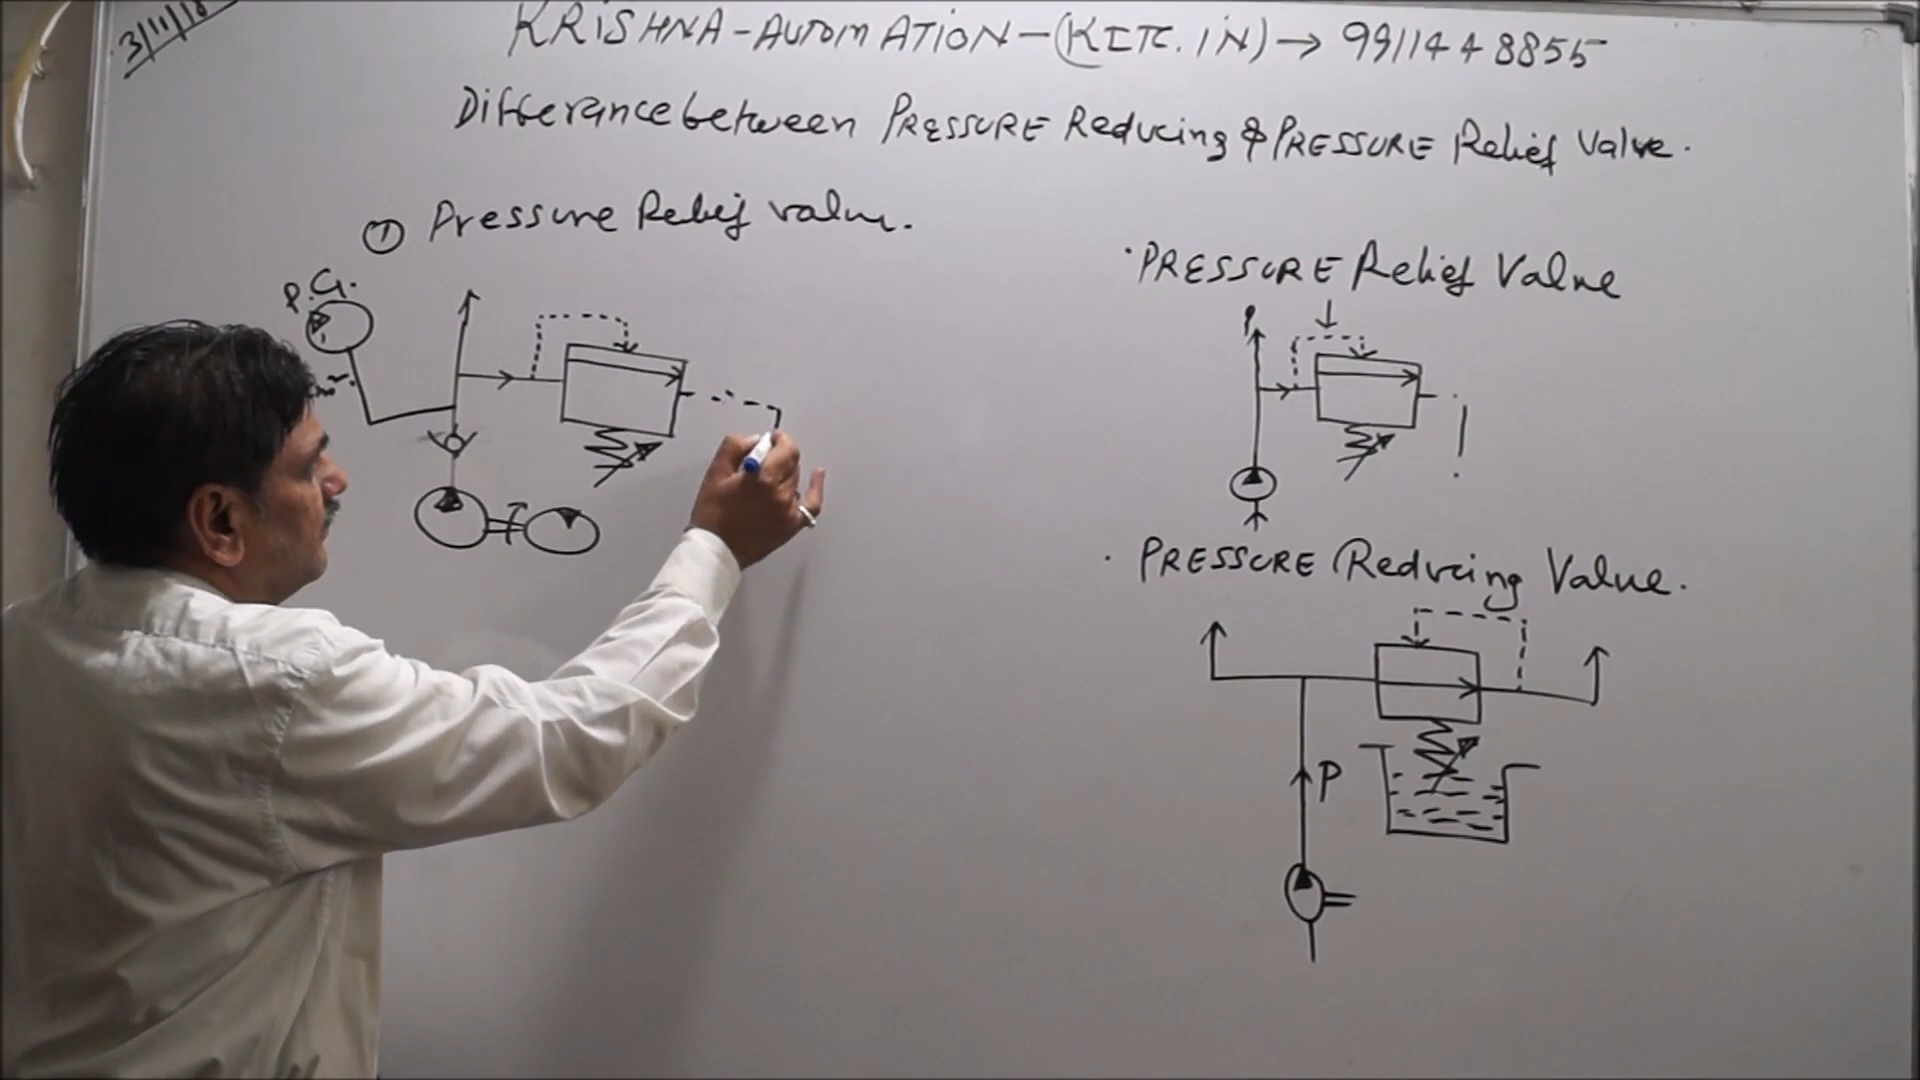 3/11/18
KRISHNA-AUTOMATION-(KITC.IN)→9911448855
Differance between PRESSURE Reducing & PRESSURE Relief Valve.
① Pressure Relief valve.
P.G.
· PRESSURE Relief Valve
P
· PRESSURE Reducing Valve.
P